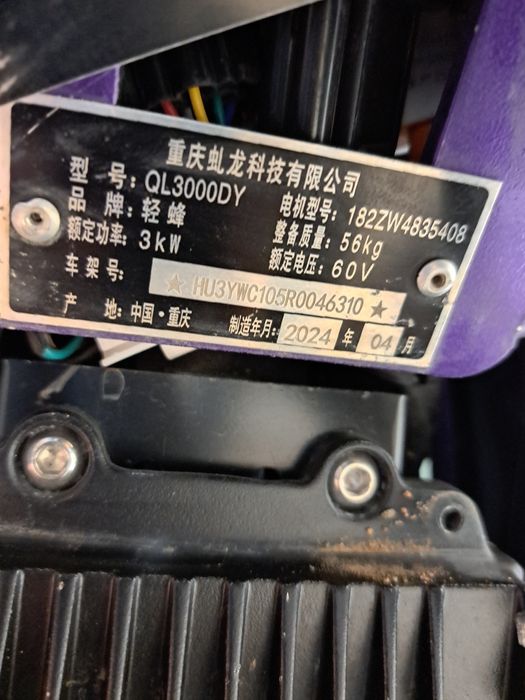 重庆虬龙科技有限公司
型 号: QL3000DY 电机型号: 182ZW4835408
品 牌: 轻蜂 整备质量: 56kg
额定功率: 3kW 额定电压: 60V
车 架 号: ★ HU3YWC105R0046310 ★
产 地: 中国·重庆 制造年月: 2024 年 04 月